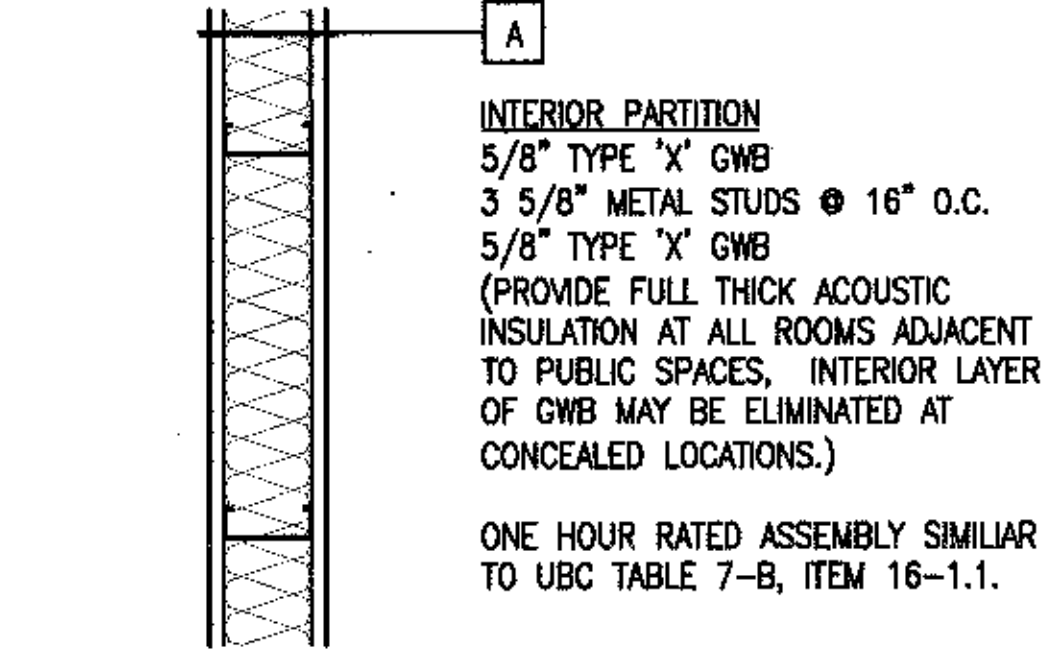 A
INTERIOR PARTITION
5/8" TYPE 'X' GWB
3 5/8" METAL STUDS @ 16" O.C.
5/8" TYPE 'X' GWB
(PROVIDE FULL THICK ACOUSTIC
INSULATION AT ALL ROOMS ADJACENT
TO PUBLIC SPACES, INTERIOR LAYER
OF GWB MAY BE ELIMINATED AT
CONCEALED LOCATIONS.)
ONE HOUR RATED ASSEMBLY SIMILIAR
TO UBC TABLE 7-B, ITEM 16-1.1.